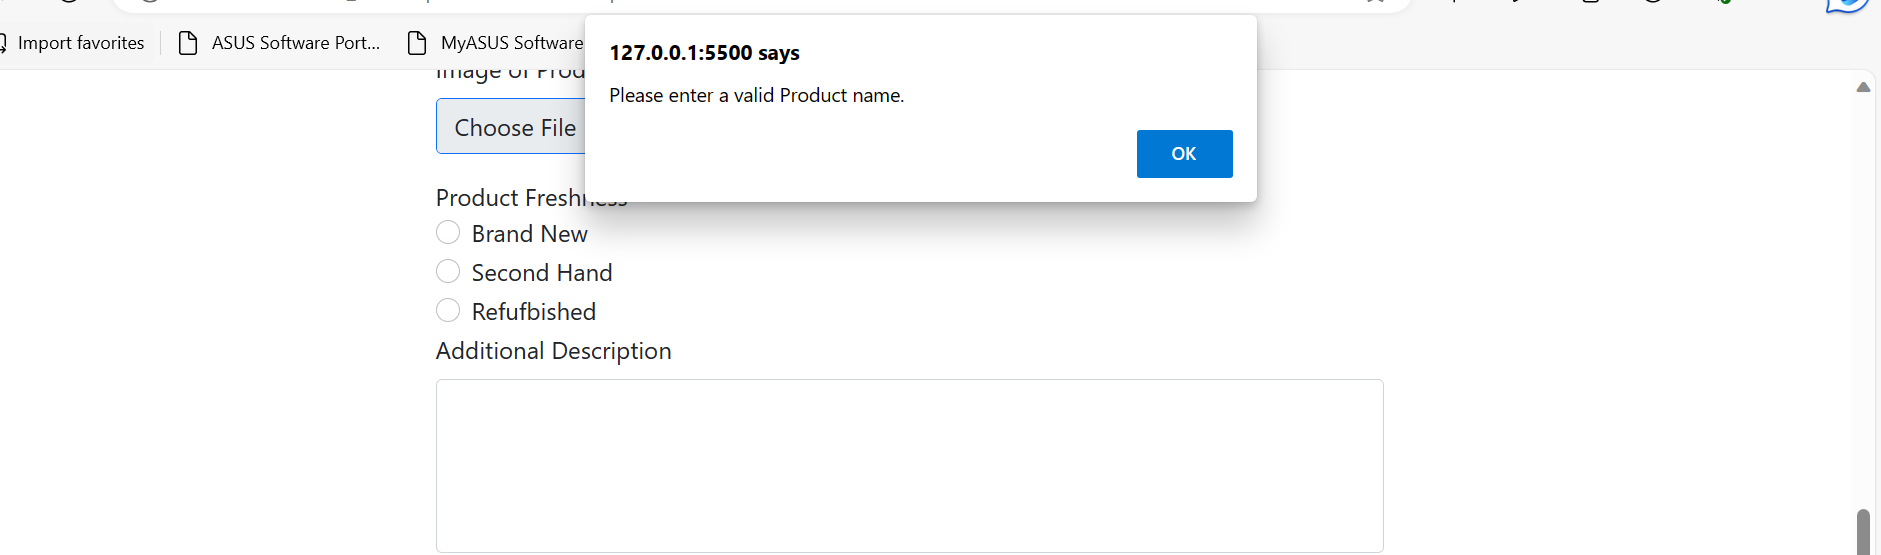 Import favorites
ASUS Software Port...
MyASUS Software
127.0.0.1:5500 says
Please enter a valid Product name.
OK
Image of Prod
Choose File
Product Freshness
Brand New
Second Hand
Refufbished
Additional Description